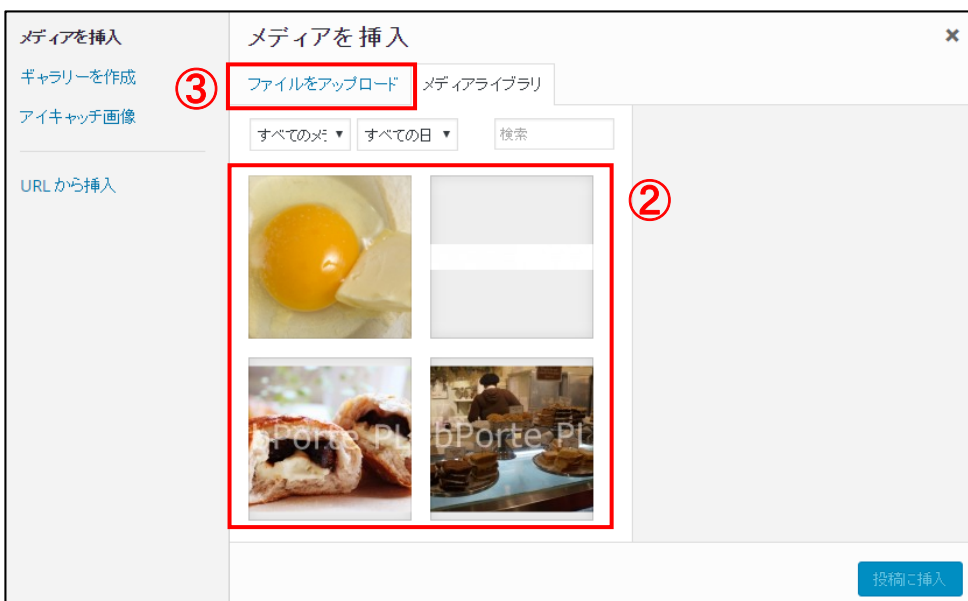 メディアを挿入
ギャラリーを作成
アイキャッチ画像
URL から挿入
メディアを挿入
×
③
ファイルをアップロード
メディアライブラリ
すべてのメ
▼
すべての日
▼
検索
②
bPorte PL
bPorte PL
投稿に挿入